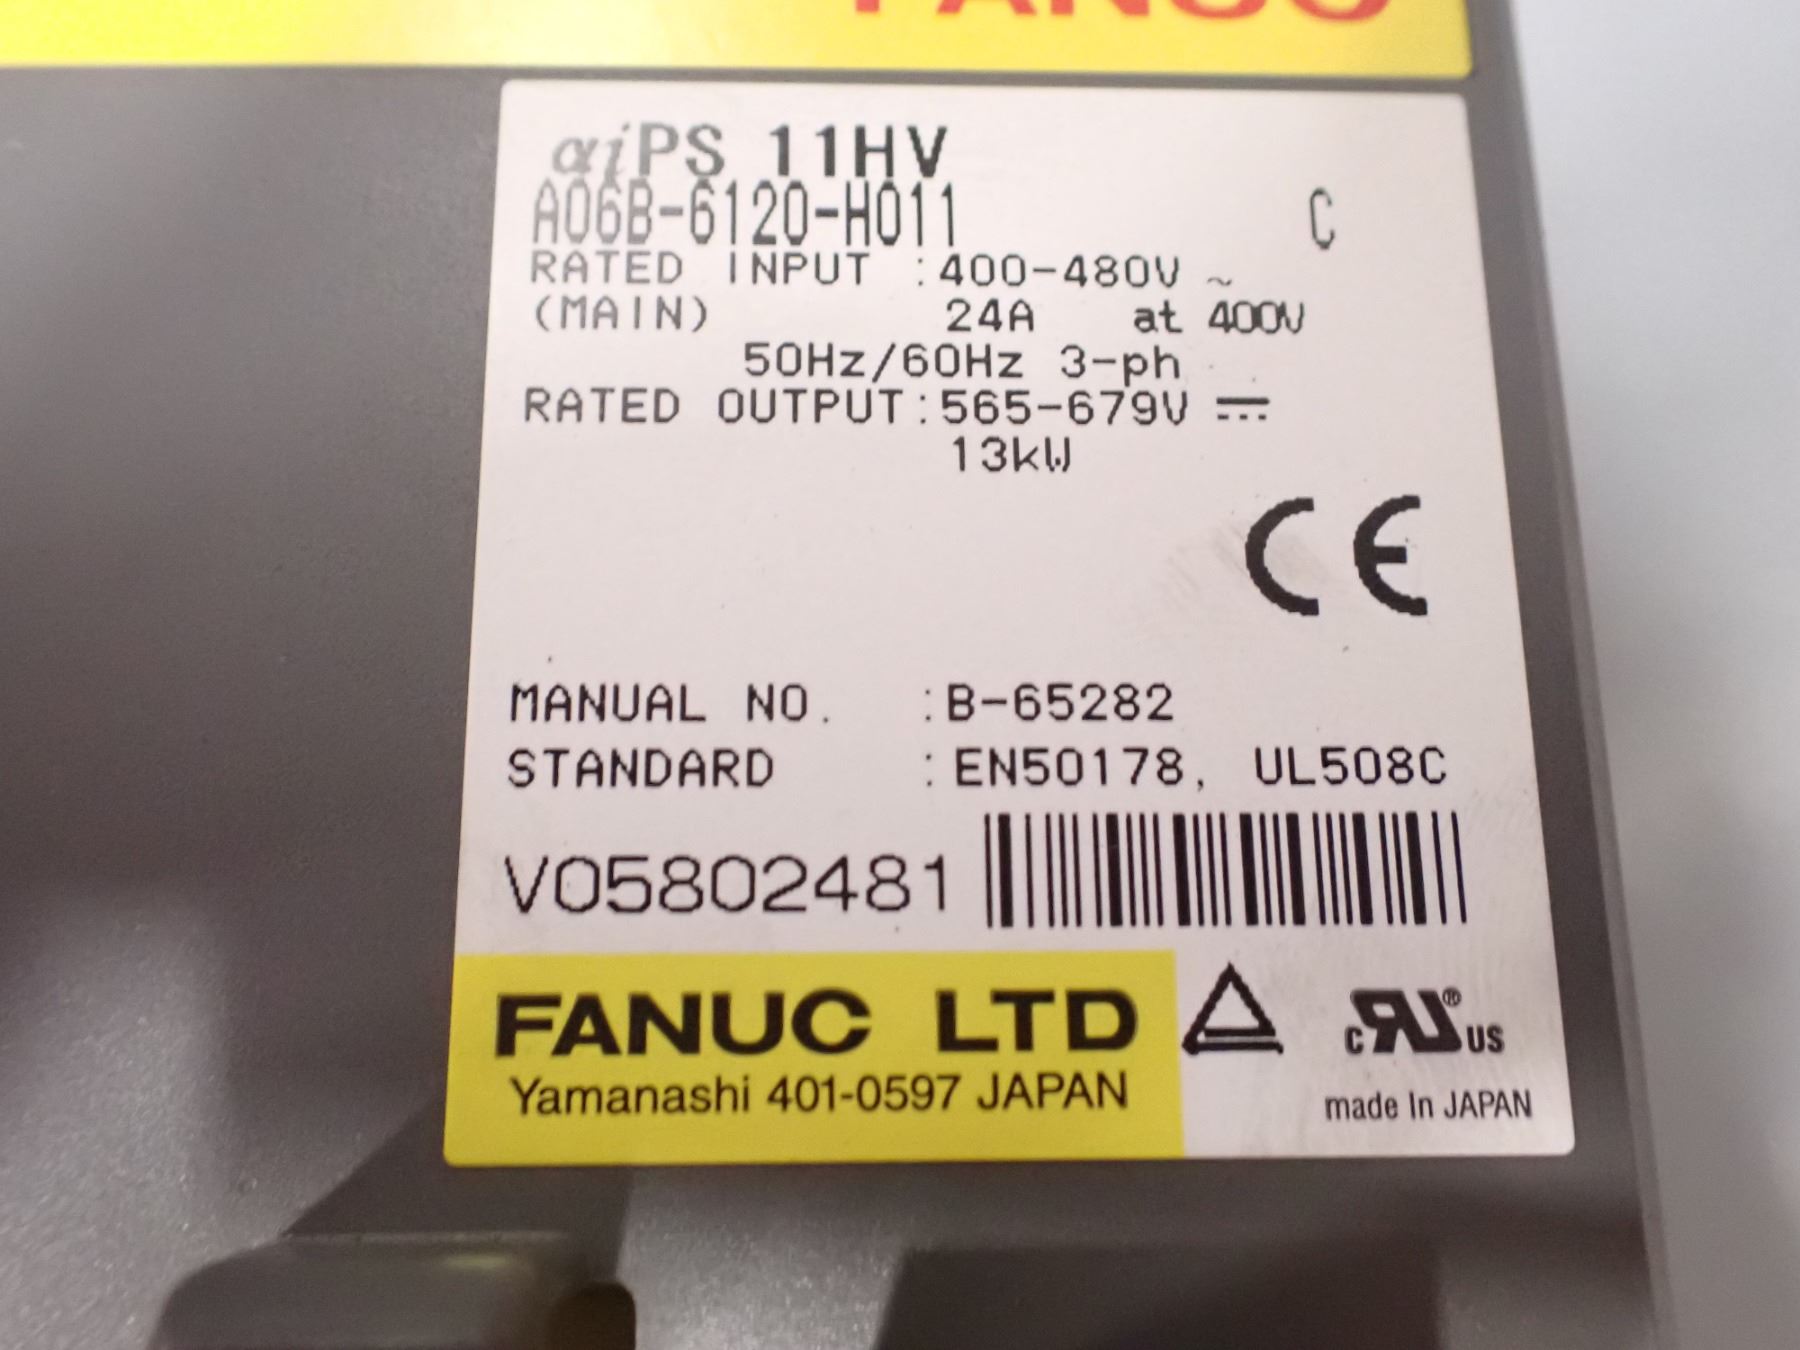 FANUC
αiPS 11HV
A06B-6120-H011 C
RATED INPUT :400-480V ~
(MAIN) 24A at 400V
50Hz/60Hz 3-ph
RATED OUTPUT:565-679V ⎓
13kW
CE
MANUAL NO. :B-65282
STANDARD :EN50178, UL508C
V05802481
FANUC LTD
Yamanashi 401-0597 JAPAN
c RU ® US
made In JAPAN